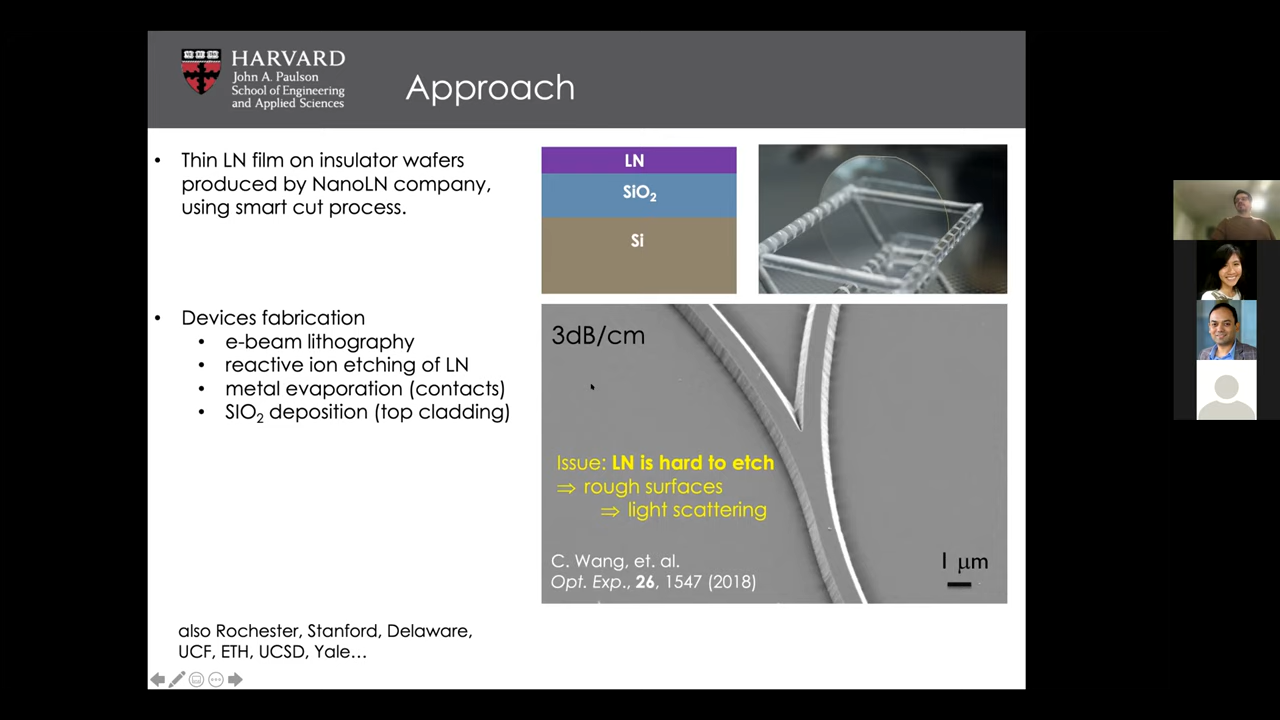 HARVARD
John A. Paulson
School of Engineering
and Applied Sciences
Approach
• Thin LN film on insulator wafers
produced by NanoLN company,
using smart cut process.
LN
SiO₂
Si
• Devices fabrication
• e-beam lithography
• reactive ion etching of LN
• metal evaporation (contacts)
• SIO₂ deposition (top cladding)
3dB/cm
Issue: LN is hard to etch
⇒ rough surfaces
⇒ light scattering
C. Wang, et. al.
Opt. Exp., 26, 1547 (2018)
1 μm
also Rochester, Stanford, Delaware,
UCF, ETH, UCSD, Yale…